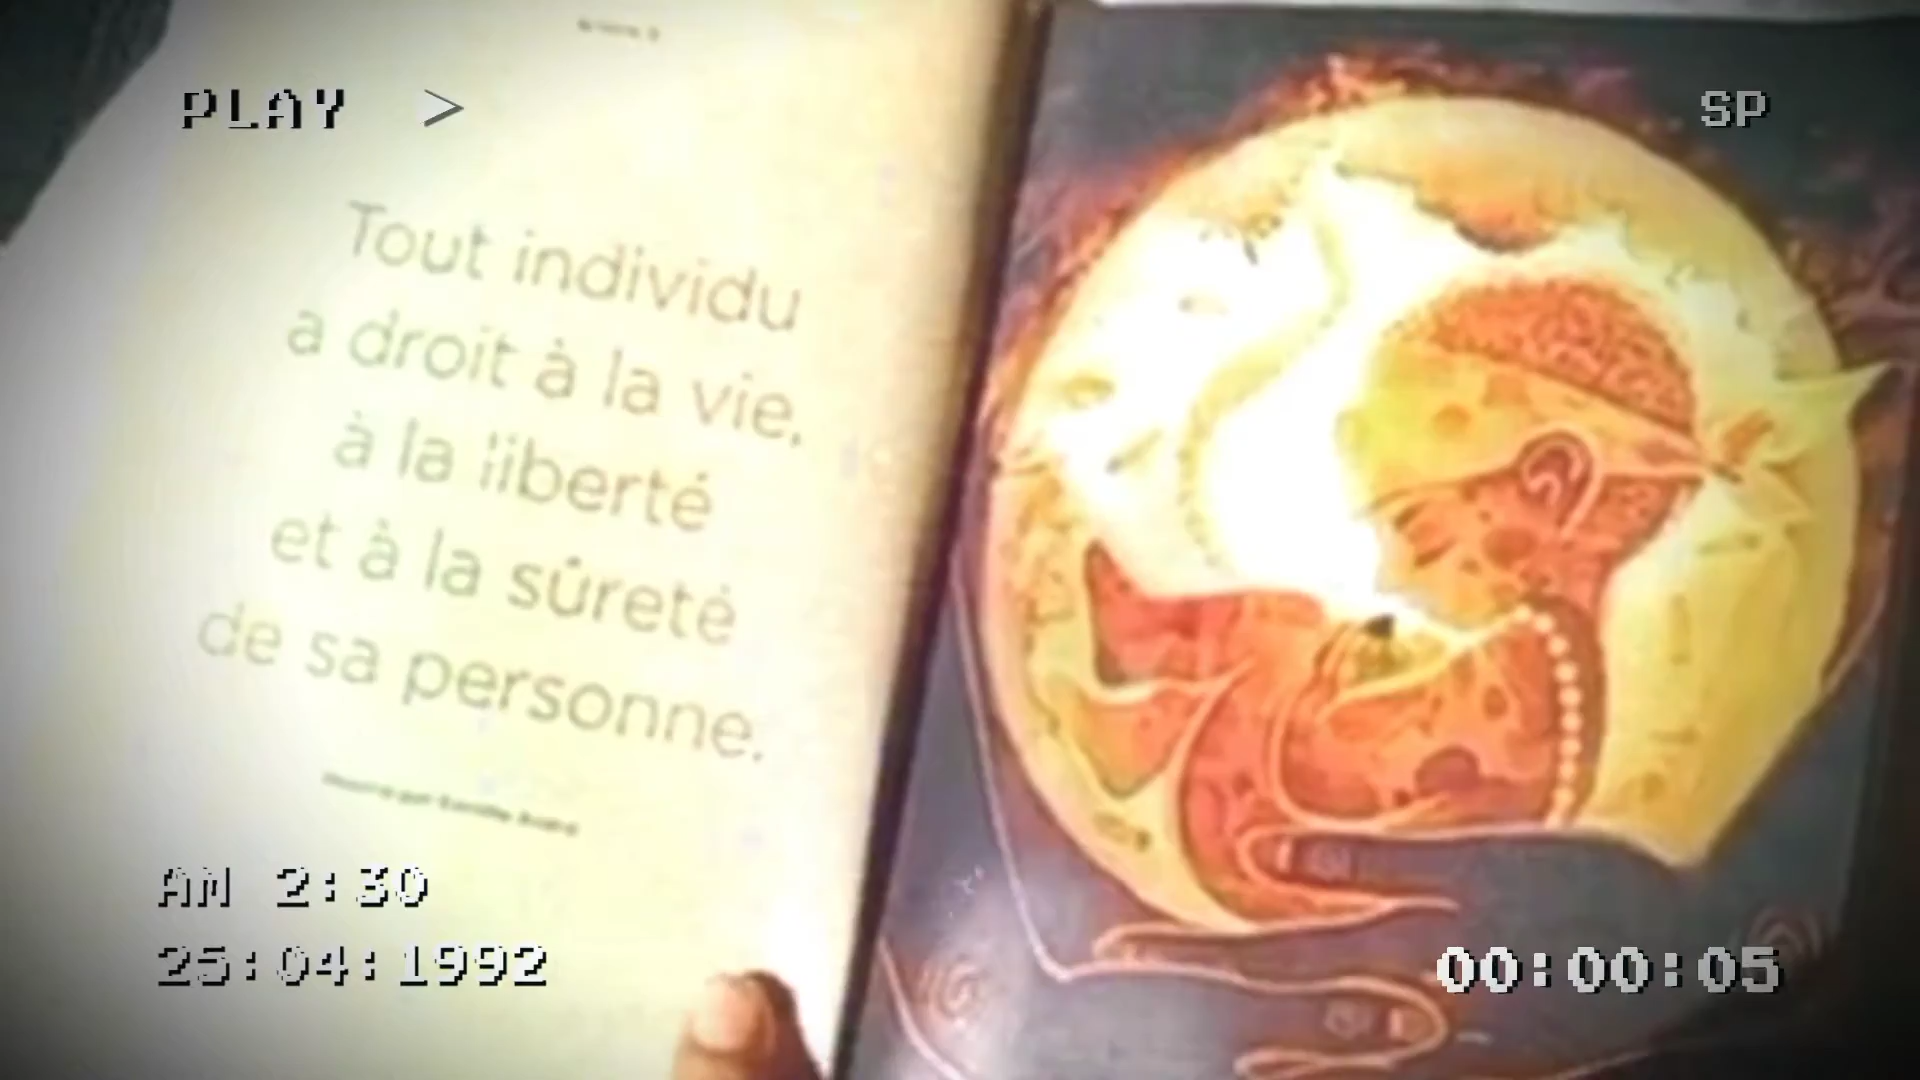 PLAY >
SP
Tout individu
a droit à la vie,
à la liberté
et à la sûreté
de sa personne.
AM 2:30
25:04:1992
00:00:05